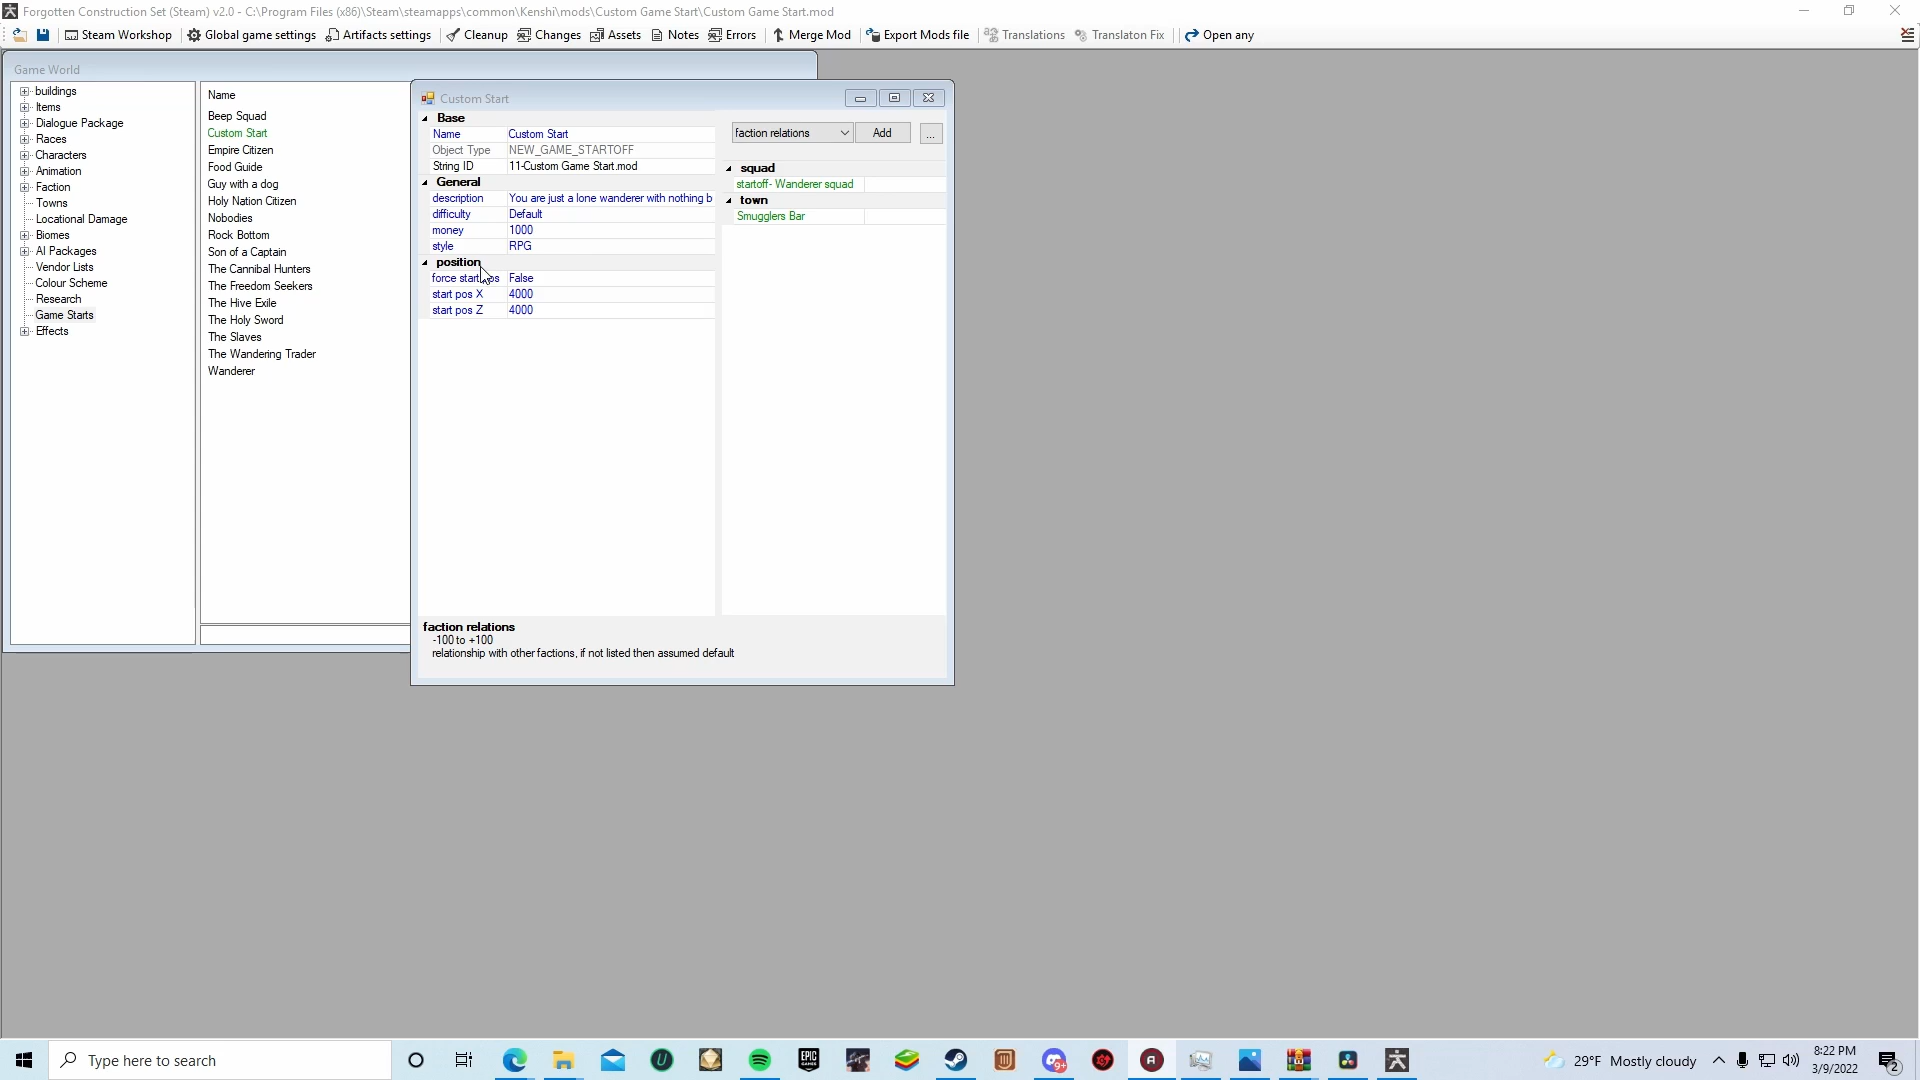 Forgotten Construction Set (Steam) v2.0 - C:\Program Files (x86)\Steam\steamapps\common\Kenshi\mods\Custom Game Start\Custom Game Start.mod
Steam Workshop Global game settings Artifacts settings Cleanup Changes Assets Notes Errors Merge Mod Export Mods file Translations Translaton Fix Open any
Game World
buildings
Items
Dialogue Package
Races
Characters
Animation
Faction
Towns
Locational Damage
Biomes
AI Packages
Vendor Lists
Colour Scheme
Research
Game Starts
Effects
Name
Beep Squad
Custom Start
Empire Citizen
Food Guide
Guy with a dog
Holy Nation Citizen
Nobodies
Rock Bottom
Son of a Captain
The Cannibal Hunters
The Freedom Seekers
The Hive Exile
The Holy Sword
The Slaves
The Wandering Trader
Wanderer
Custom Start
Base
Name Custom Start
Object Type NEW_GAME_STARTOFF
String ID 11-Custom Game Start.mod
General
description You are just a lone wanderer with nothing b
difficulty Default
money 1000
style RPG
position
force start pos False
start pos X 4000
start pos Z 4000
faction relations Add ...
squad
startoff- Wanderer squad
town
Smugglers Bar
faction relations
-100 to +100
relationship with other factions, if not listed then assumed default
Type here to search
EPIC GAMES
9+
29°F Mostly cloudy
8:22 PM
3/9/2022
2